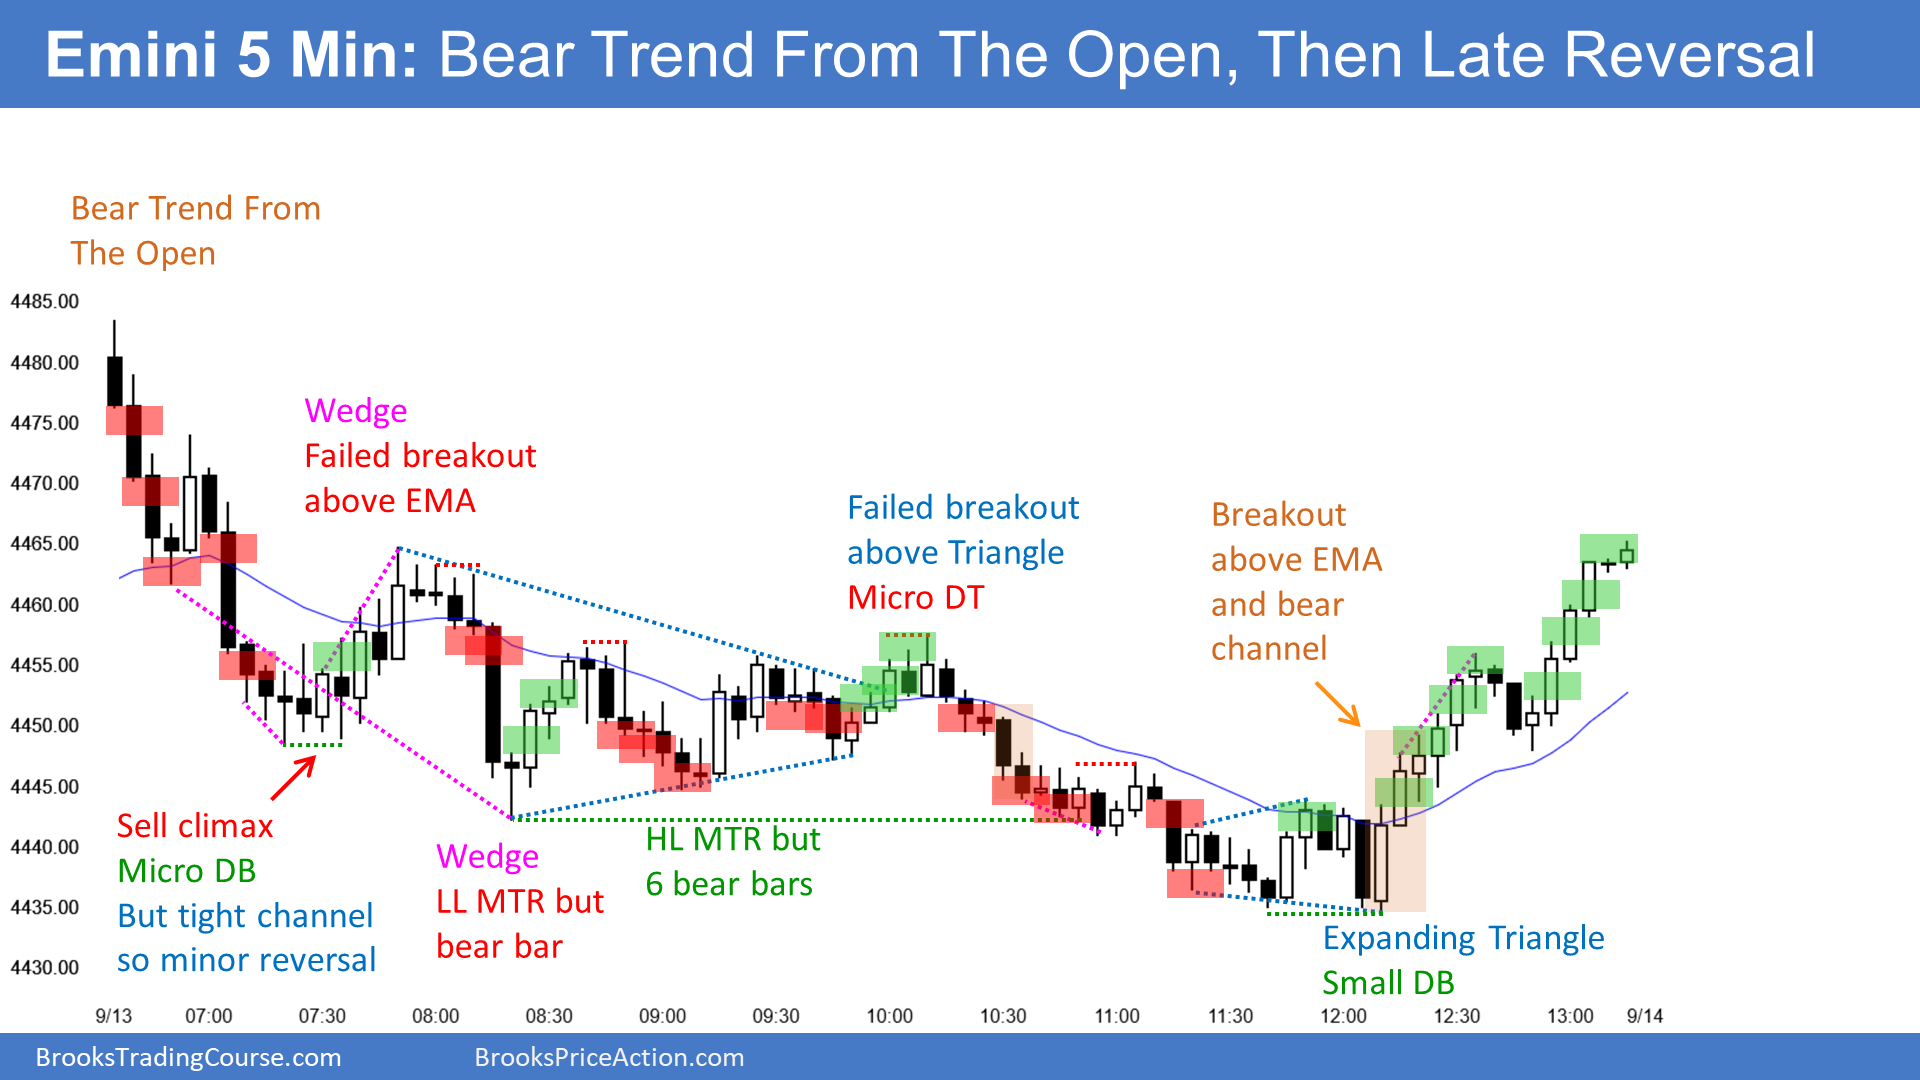 Emini 5 Min: Bear Trend From The Open, Then Late Reversal
Bear Trend From
The Open
4485.00
4480.00
4475.00
4470.00
4465.00
4460.00
4455.00
4450.00
4445.00
4440.00
4435.00
4430.00
Wedge
Failed breakout
above EMA
Failed breakout
above Triangle
Micro DT
Breakout
above EMA
and bear
channel
Sell climax
Micro DB
But tight channel
so minor reversal
Wedge
LL MTR but
bear bar
HL MTR but
6 bear bars
Expanding Triangle
Small DB
9/13 07:00 07:30 08:00 08:30 09:00 09:30 10:00 10:30 11:00 11:30 12:00 12:30 13:00 9/14
BrooksTradingCourse.com
BrooksPriceAction.com